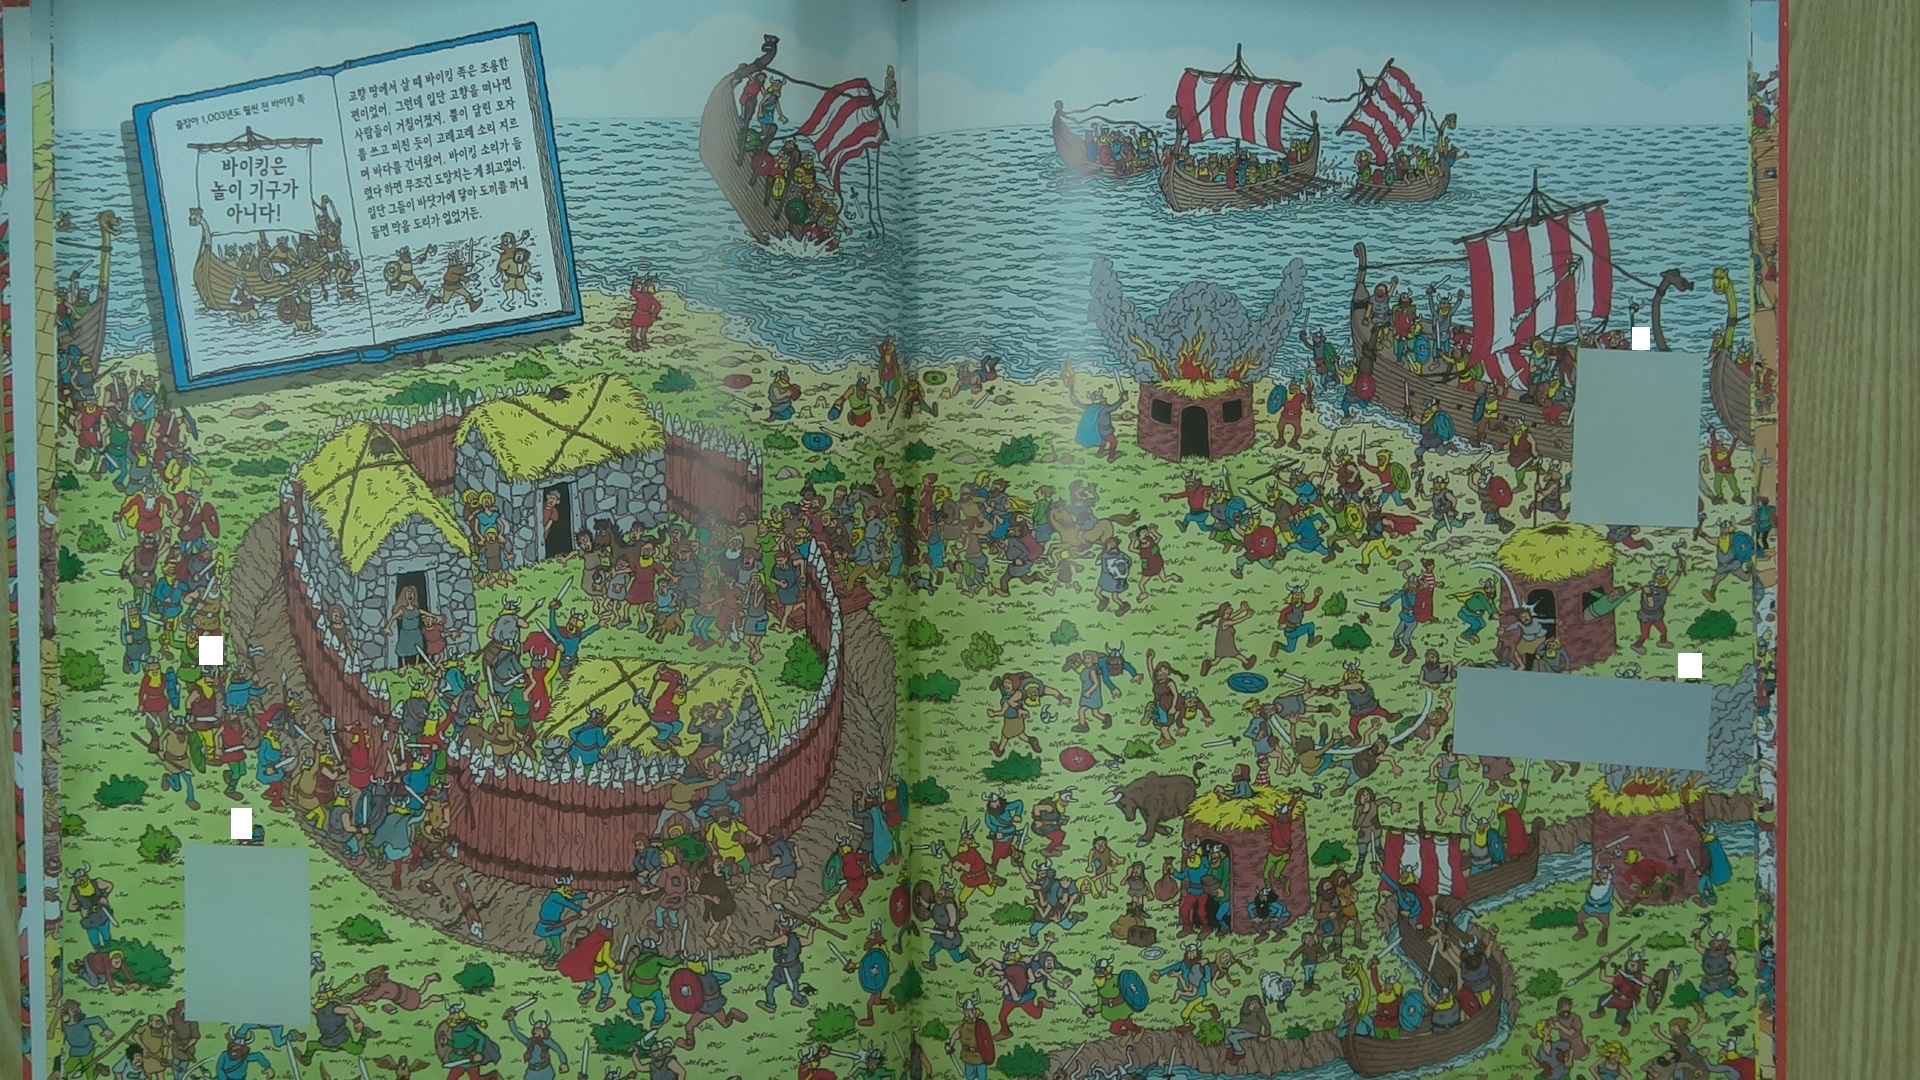 줄잡아 1,003년도 훨씬 전 바이킹 족
바이킹은
놀이 기구가
아니다!
고향 땅에서 살 때 바이킹 족은 조용한
편이었어. 그런데 일단 고향을 떠나면
사람들이 거칠어졌지. 뿔이 달린 모자
를 쓰고 미친 듯이 고래고래 소리 지르
며 바다를 건너왔어. 바이킹 소리가 들
렸다 하면 무조건 도망치는 게 최고였어.
일단 그들이 바닷가에 닿아 도끼를 꺼내
들면 막을 도리가 없었거든.